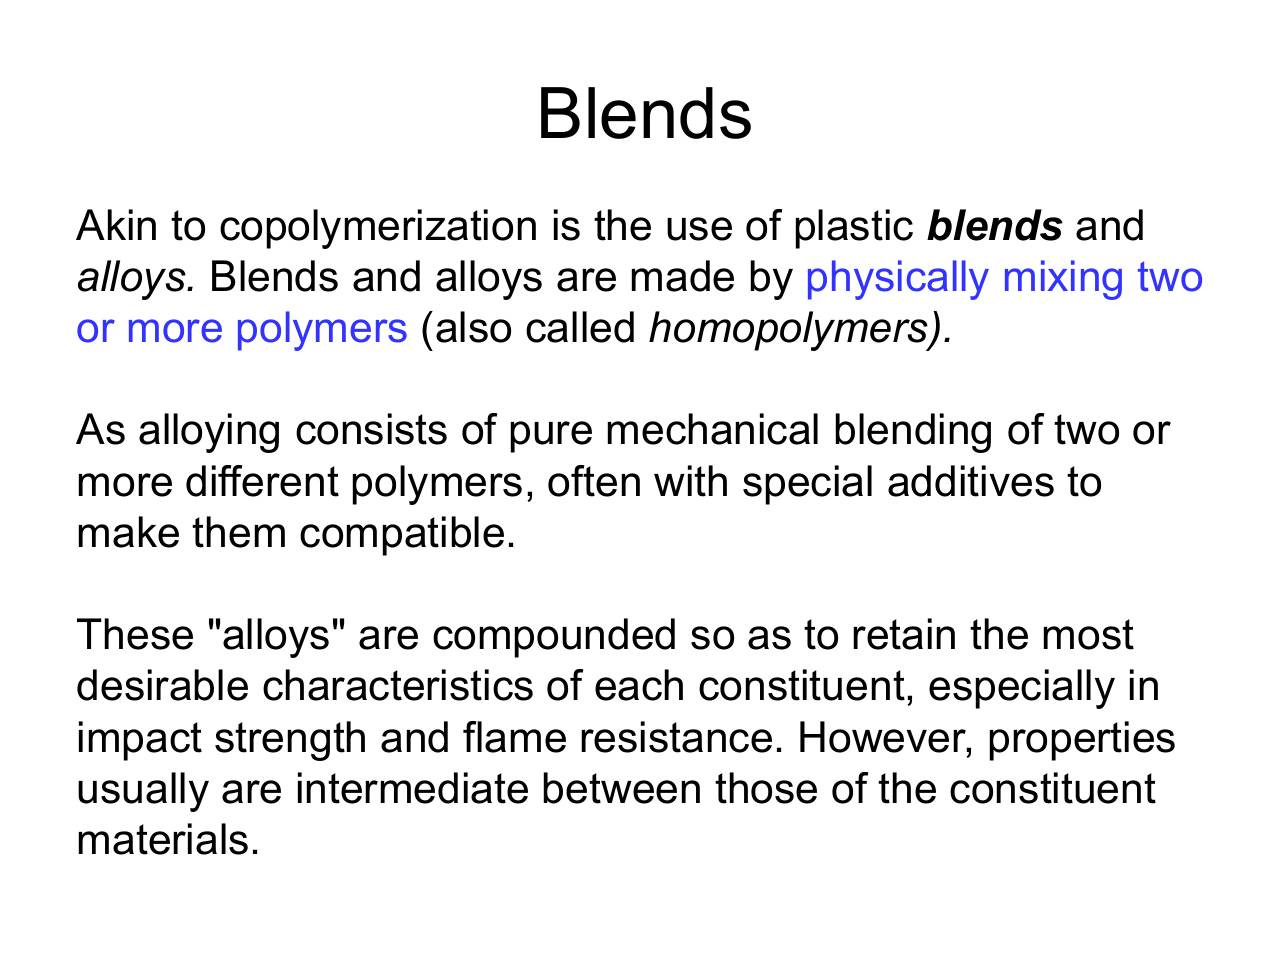 Blends
Akin to copolymerization is the use of plastic blends and
alloys. Blends and alloys are made by physically mixing two
or more polymers (also called homopolymers).
As alloying consists of pure mechanical blending of two or
more different polymers, often with special additives to
make them compatible.
These "alloys" are compounded so as to retain the most
desirable characteristics of each constituent, especially in
impact strength and flame resistance. However, properties
usually are intermediate between those of the constituent
materials.